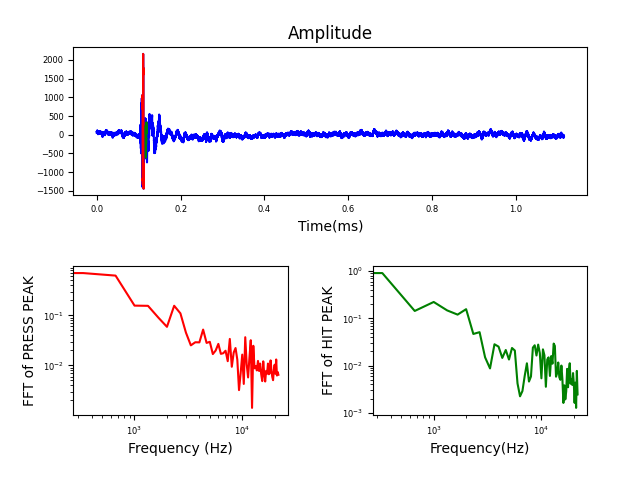 Amplitude
2000
1500
1000
500
0
−500
−1000
−1500
0.0 0.2 0.4 0.6 0.8 1.0
Time(ms)
FFT of PRESS PEAK
10⁻¹
10⁻²
10³ 10⁴
Frequency (Hz)
FFT of HIT PEAK
10⁰
10⁻¹
10⁻²
10⁻³
10³ 10⁴
Frequency(Hz)